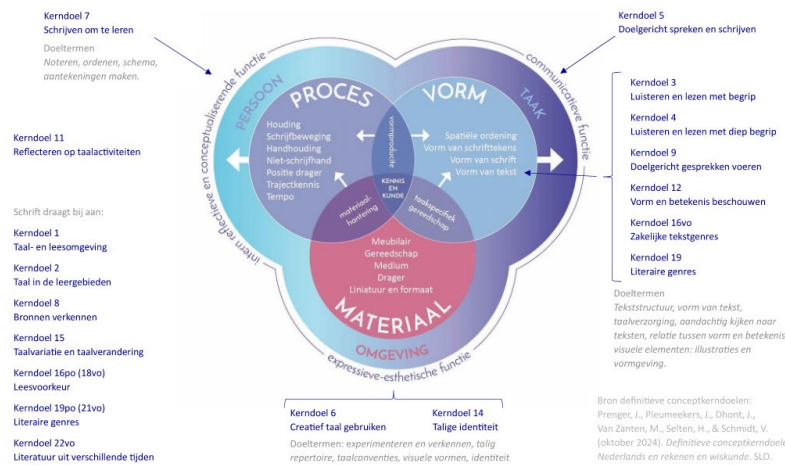 Kerndoel 7
Schrijven om te leren
Doeltermen
Noteren, ordenen, schema,
aantekeningen maken.
Kerndoel 11
Reflecteren op taalactiviteiten
Schrift draagt bij aan:
Kerndoel 1
Taal- en leesomgeving
Kerndoel 2
Taal in de leergebieden
Kerndoel 8
Bronnen verkennen
Kerndoel 15
Taalvariatie en taalverandering
Kerndoel 16po (18vo)
Leesvoorkeur
Kerndoel 19po (21vo)
Literaire genres
Kerndoel 22vo
Literatuur uit verschillende tijden
intern reflectieve en conceptualiserende functie
communicatieve functie
expressieve-esthetische functie
PERSOON
TAAK
OMGEVING
PROCES
Houding
Schrijfbeweging
Handhouding
Niet-schrijfhand
Positie drager
Trajectkennis
Tempo
VORM
Spatiële ordening
Vorm van schrifttekens
Vorm van schrift
Vorm van tekst
vormproductie
KENNIS
EN
KUNDE
materiaal-
hantering
taakspecifiek
gereedschap
Meubilair
Gereedschap
Medium
Drager
Liniatuur en formaat
MATERIAAL
Kerndoel 6
Creatief taal gebruiken
Kerndoel 14
Talige identiteit
Doeltermen: experimenteren en verkennen, talig
repertoire, taalconventies, visuele vormen, identiteit
Kerndoel 5
Doelgericht spreken en schrijven
Kerndoel 3
Luisteren en lezen met begrip
Kerndoel 4
Luisteren en lezen met diep begrip
Kerndoel 9
Doelgericht gesprekken voeren
Kerndoel 12
Vorm en betekenis beschouwen
Kerndoel 16vo
Zakelijke tekstgenres
Kerndoel 19
Literaire genres
Doeltermen
Tekststructuur, vorm van tekst,
taalverzorging, aandachtig kijken naar
teksten, relatie tussen vorm en betekenis
visuele elementen: illustraties en
vormgeving.
Bron definitieve conceptkerndoelen:
Prenger, J., Pleumeekers, J., Dhont, J.,
Van Zanten, M., Selten, H., & Schmidt, V.
(oktober 2024). Definitieve conceptkerndoele
Nederlands en rekenen en wiskunde. SLO.